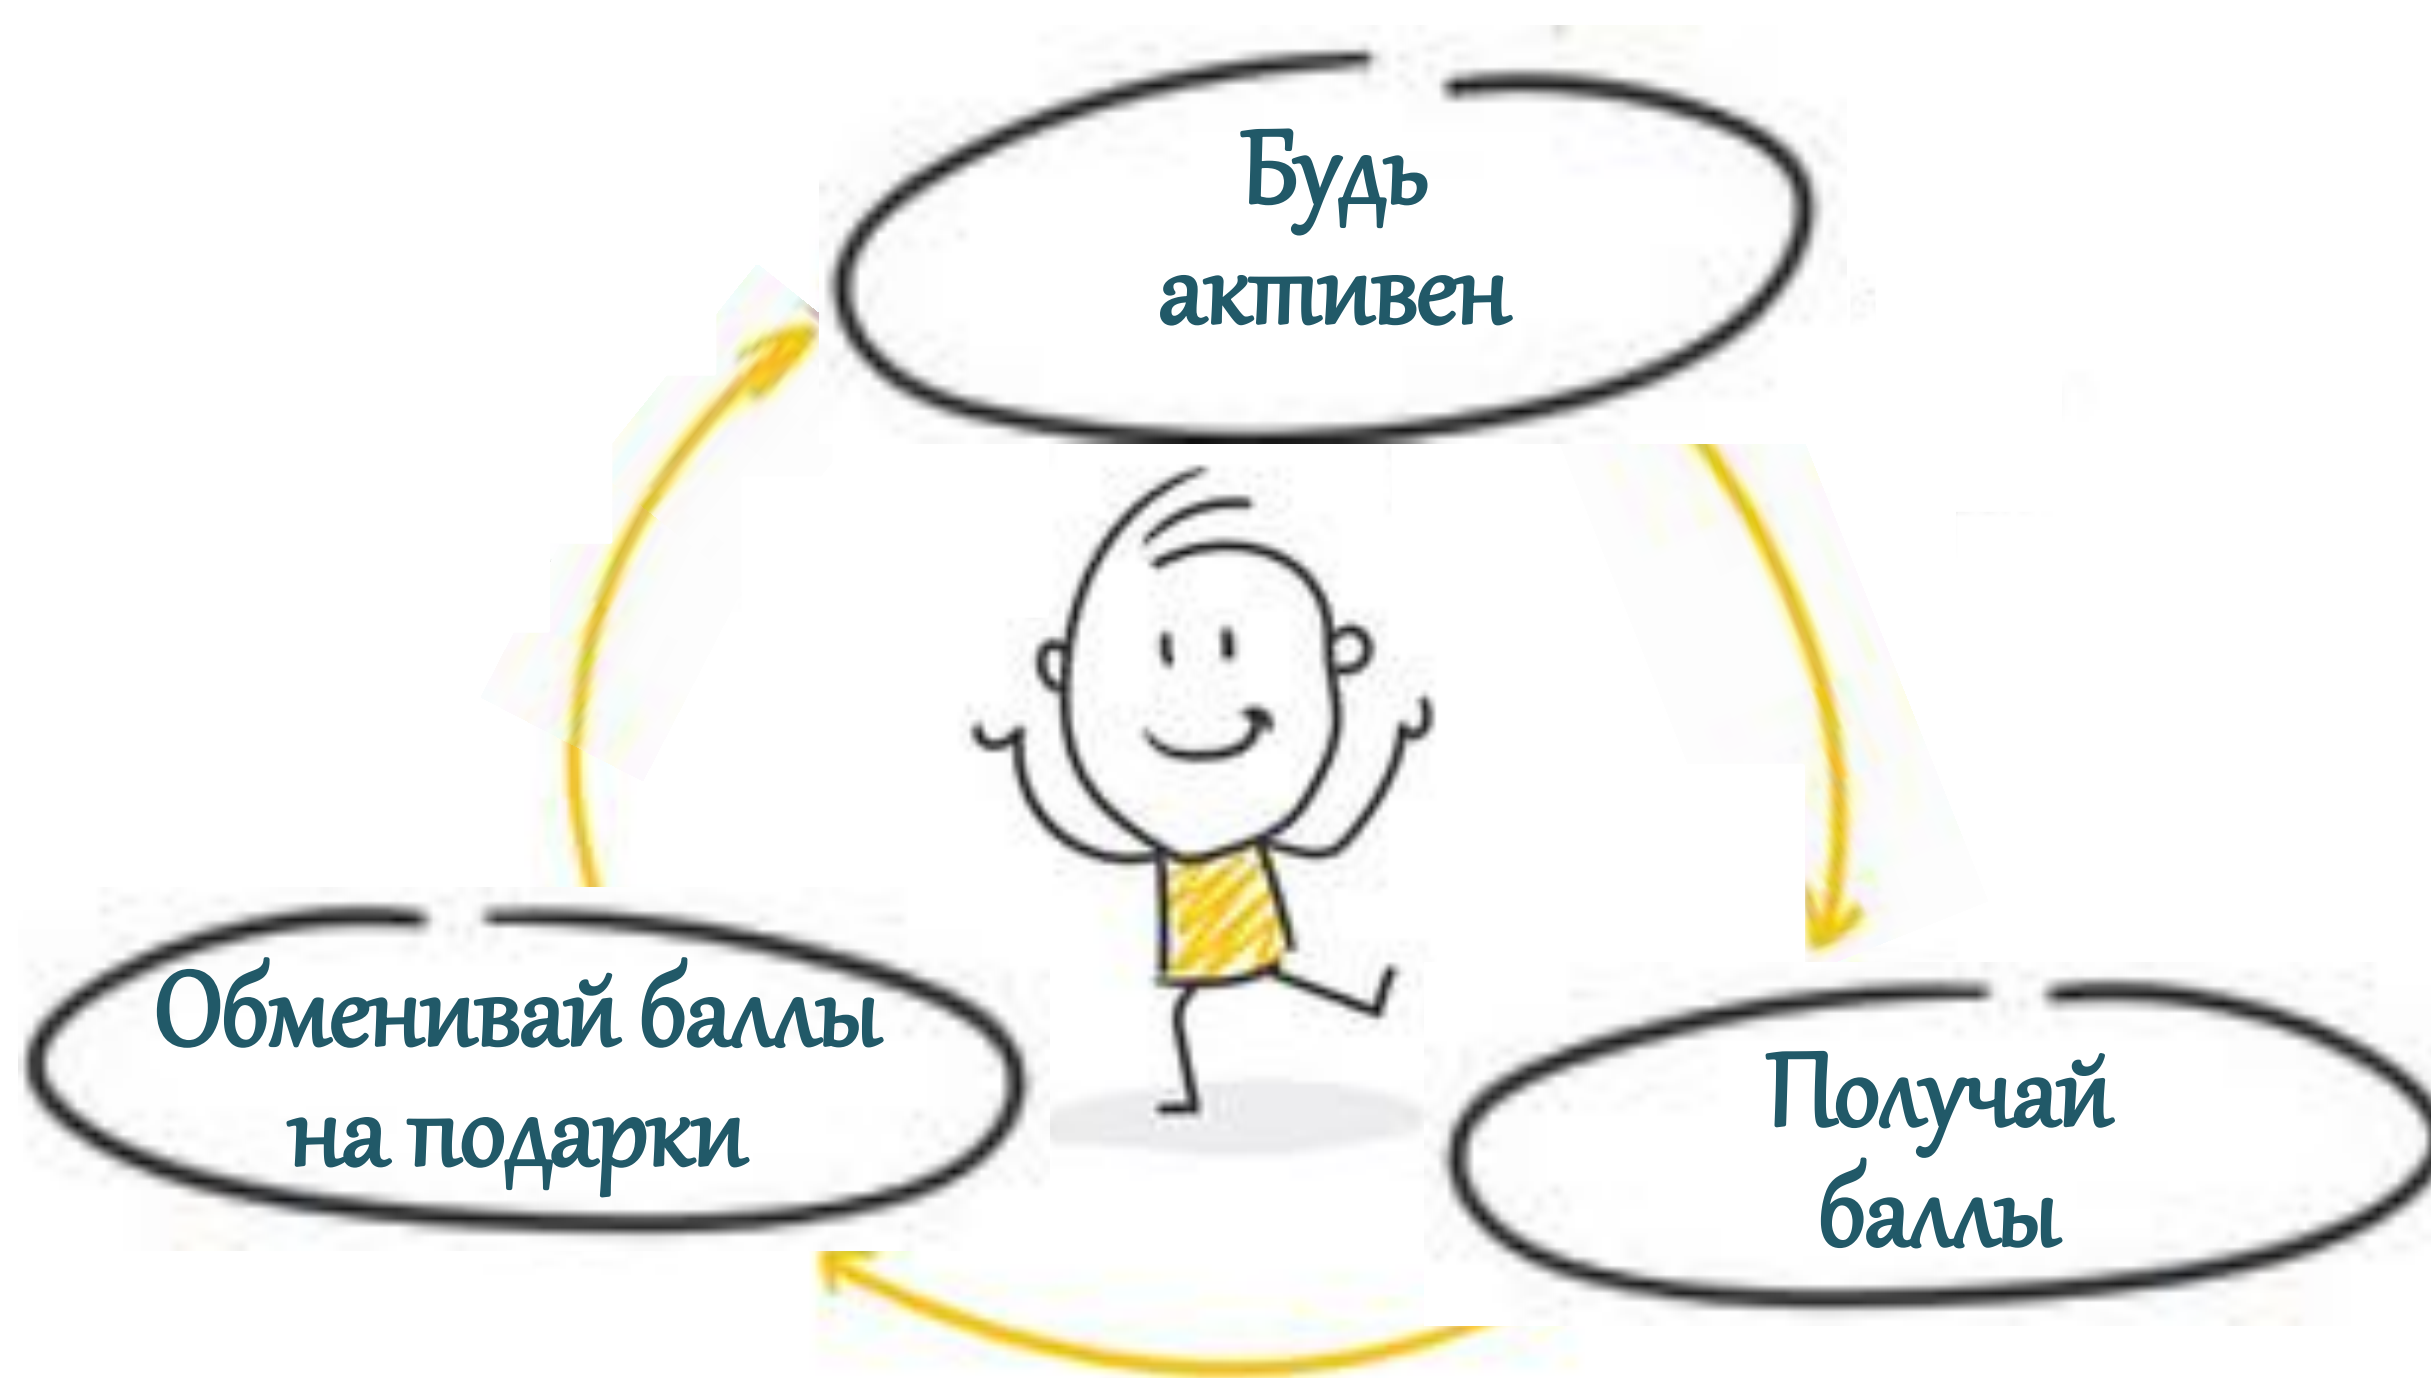 Будь
активен
Обменивай баллы
на подарки
Получай
баллы